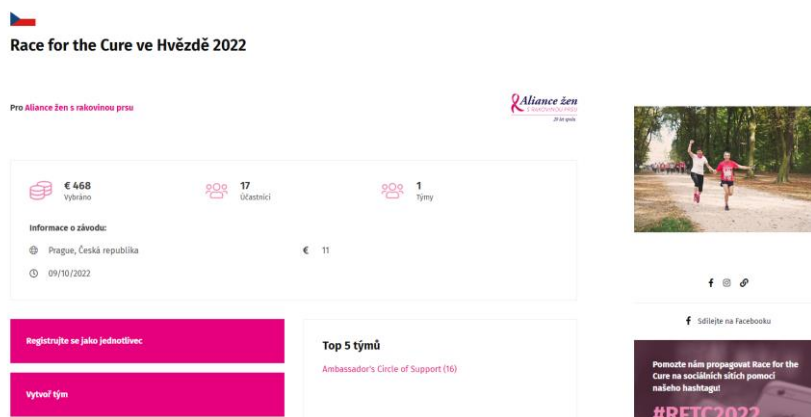 Race for the Cure ve Hvězdě 2022
Pro Aliance žen s rakovinou prsu
Aliance žen
S RAKOVINOU PRSU
€ 468
Vybráno
17
Účastníci
1
Týmy
Informace o závodu:
Prague, Česká republika
€ 11
09/10/2022
Registrujte se jako jednotlivec
Vytvoř tým
Top 5 týmů
Ambassador's Circle of Support (16)
Sdílejte na Facebooku
Pomozte nám propagovat Race for the
Cure na sociálních sítích pomocí
našeho hashtagu!
#RFTC2022